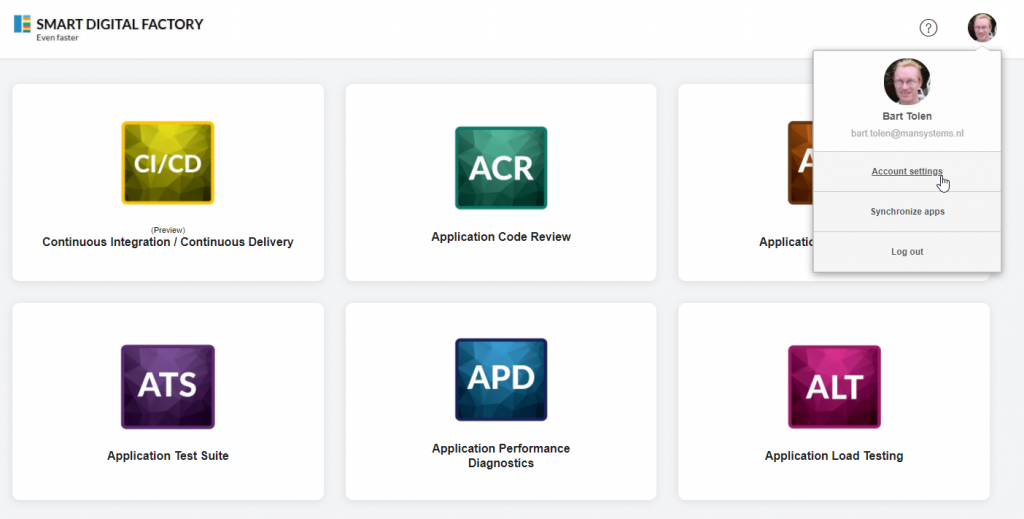 SMART DIGITAL FACTORY
Even faster
?
Bart Tolen
bart.tolen@mansystems.nl
Account settings
Synchronize apps
Log out
CI/CD
(Preview)
Continuous Integration / Continuous Delivery
ACR
Application Code Review
A
ATS
Application Test Suite
APD
Application Performance
Diagnostics
ALT
Application Load Testing